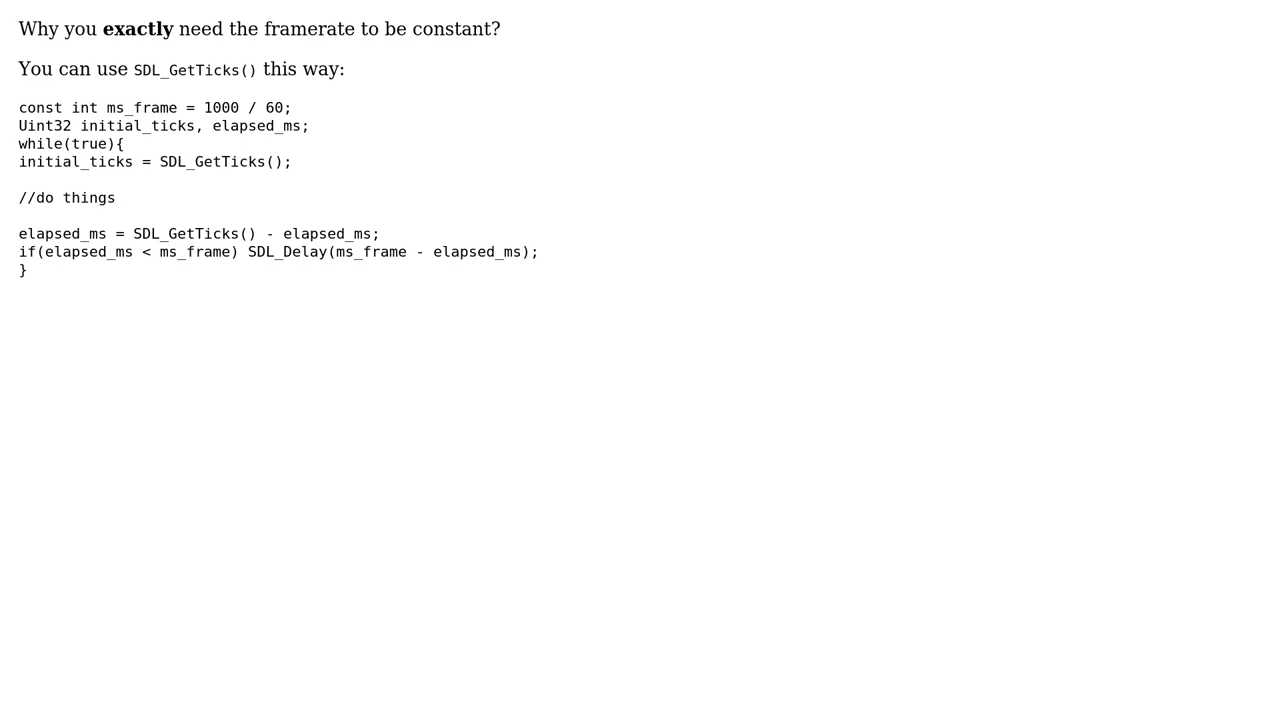 Why you exactly need the framerate to be constant?
You can use SDL_GetTicks() this way:
const int ms_frame = 1000 / 60;
Uint32 initial_ticks, elapsed_ms;
while(true){
initial_ticks = SDL_GetTicks();
//do things
elapsed_ms = SDL_GetTicks() - elapsed_ms;
if(elapsed_ms < ms_frame) SDL_Delay(ms_frame - elapsed_ms);
}